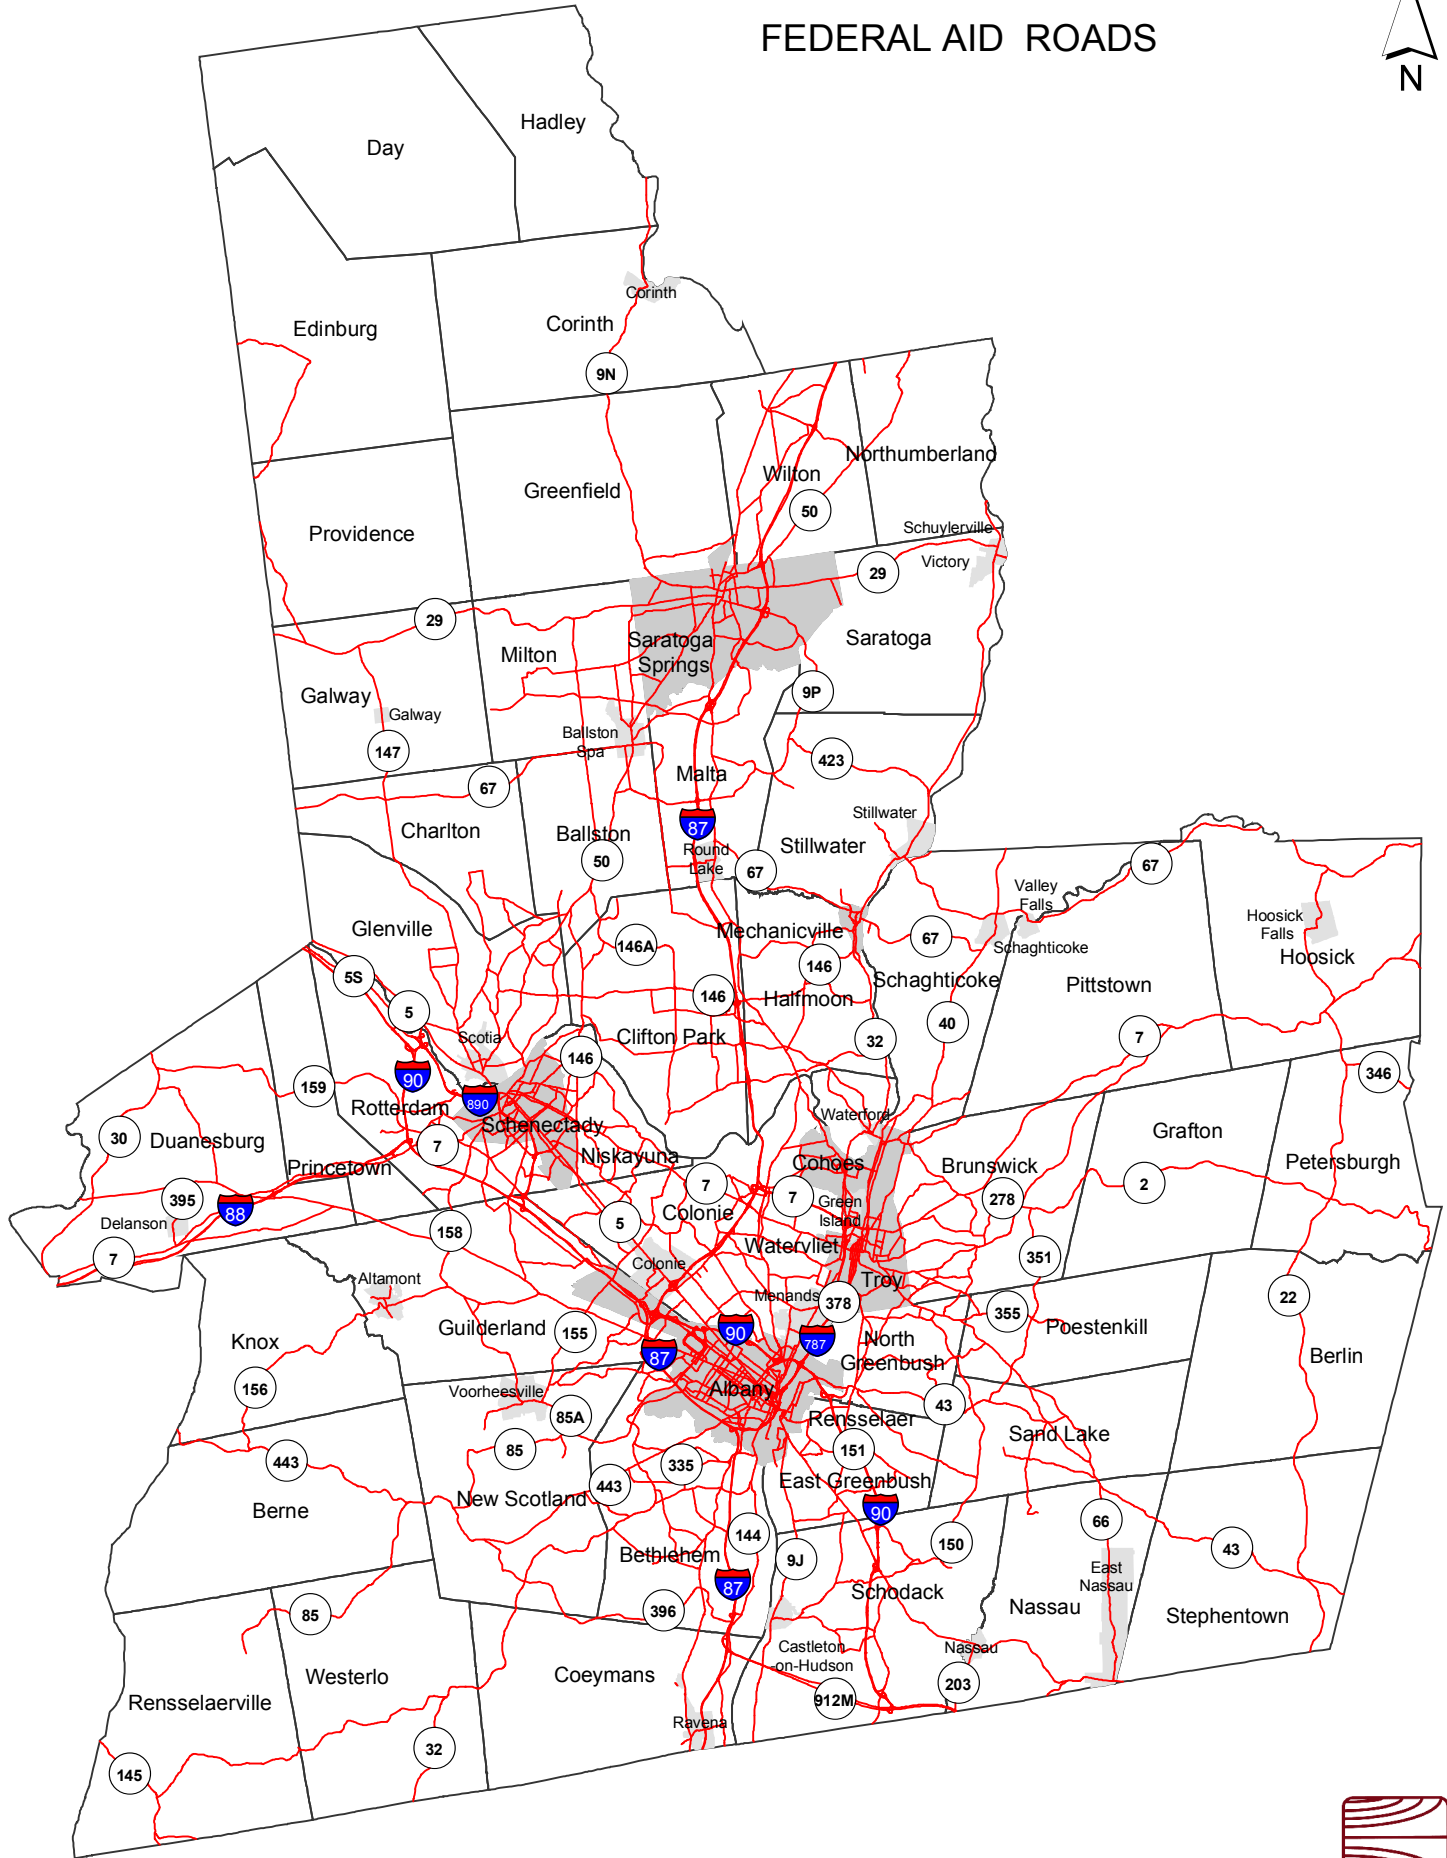 FEDERAL AID ROADS
N
Hadley
Day
Corinth
Edinburg
Corinth
9N
Northumberland
Wilton
Greenfield
50
Schuylerville
Providence
Victory
29
29
Saratoga
Springs
Saratoga
Milton
Galway
9P
Galway
Ballston
Spa
147
423
Malta
67
Stillwater
87
Charlton
Ballston
Stillwater
Round
Lake
50
67
67
Valley
Falls
Hoosick
Falls
Glenville
Mechanicville
146A
67
Schaghticoke
Hoosick
146
5S
Schaghticoke
Pittstown
146
Halfmoon
5
40
Scotia
Clifton Park
32
7
146
90
346
159
890
Rotterdam
Waterford
Schenectady
30
Duanesburg
7
Grafton
Niskayuna
Princetown
Cohoes
Brunswick
Petersburgh
7
7
278
2
395
88
Green
Island
Colonie
Delanson
5
158
Watervliet
7
351
Colonie
Altamont
Troy
Menands
378
22
355
Guilderland
155
90
787
North
Greenbush
Poestenkill
Knox
87
Berlin
156
Voorheesville
Albany
85A
43
Rensselaer
Sand Lake
85
151
443
335
East Greenbush
443
New Scotland
90
Berne
66
144
150
43
Bethlehem
9J
East
Nassau
87
Schodack
396
Nassau
85
Stephentown
Castleton
-on-Hudson
Nassau
Westerlo
Coeymans
203
Rensselaerville
912M
Ravena
32
145